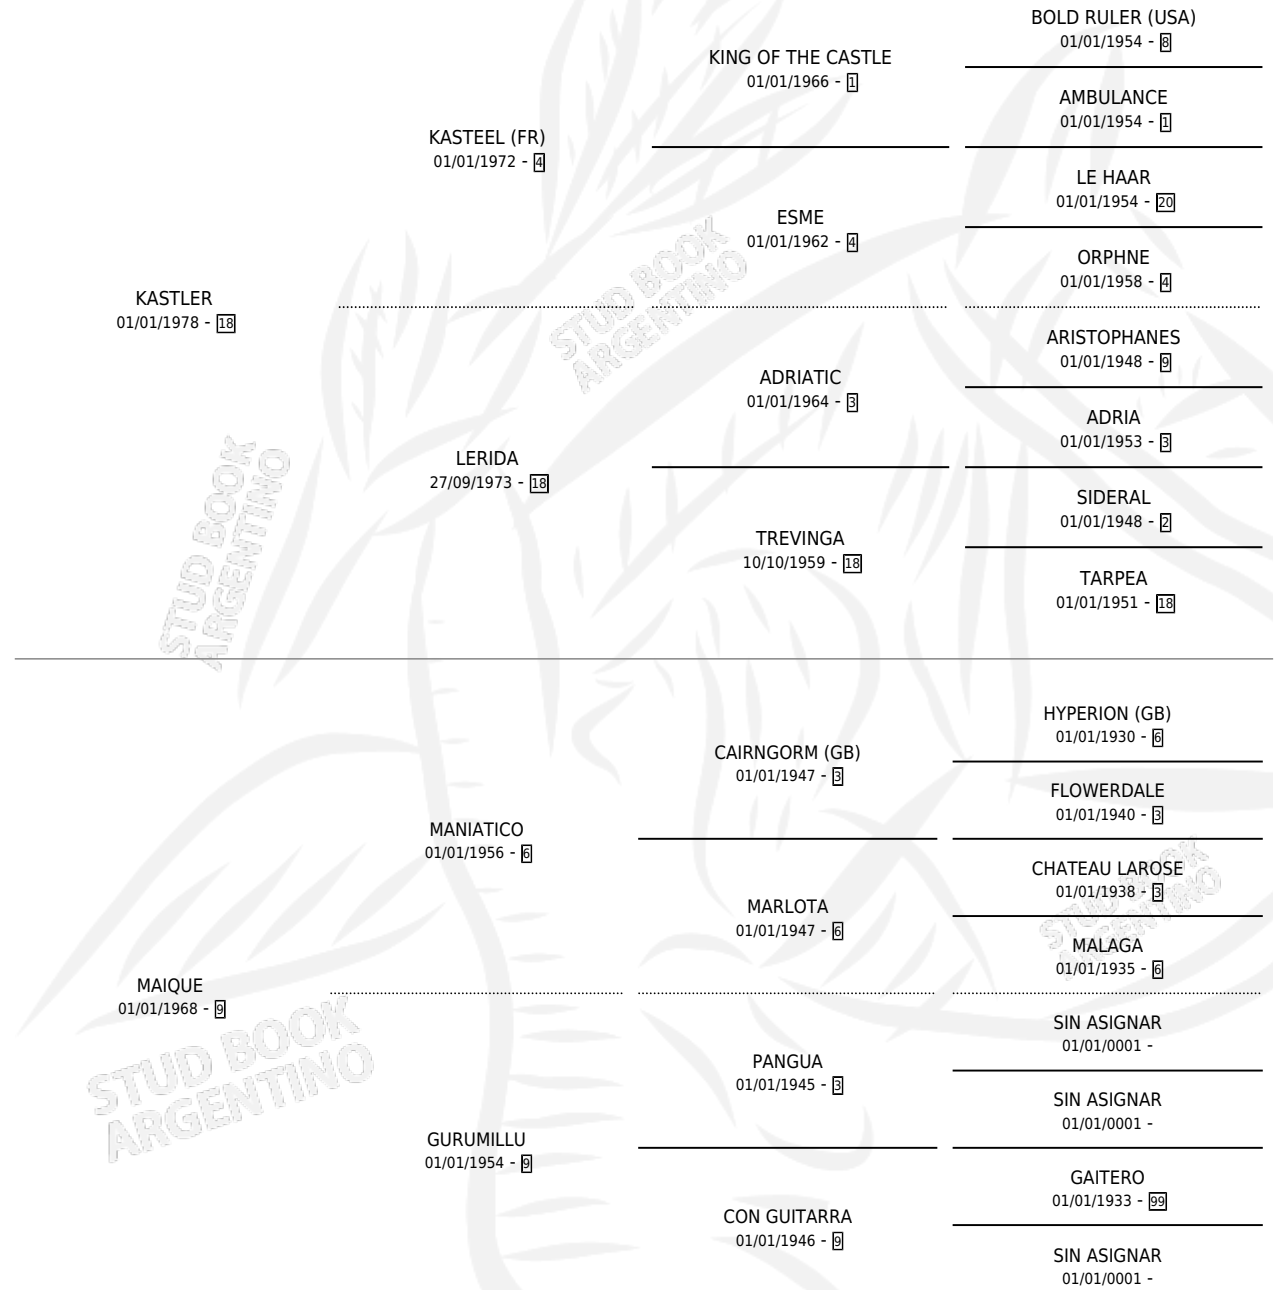 BOLD RULER (USA)
01/01/1954 - 8
KING OF THE CASTLE
01/01/1966 - 1
AMBULANCE
01/01/1954 - 1
KASTEEL (FR)
01/01/1972 - 4
LE HAAR
01/01/1954 - 20
ESME
01/01/1962 - 4
ORPHNE
01/01/1958 - 4
KASTLER
01/01/1978 - 18
ARISTOPHANES
01/01/1948 - 9
ADRIATIC
01/01/1964 - 3
ADRIA
01/01/1953 - 3
LERIDA
27/09/1973 - 18
SIDERAL
01/01/1948 - 2
TREVINGA
10/10/1959 - 18
TARPEA
01/01/1951 - 18
HYPERION (GB)
01/01/1930 - 6
CAIRNGORM (GB)
01/01/1947 - 3
FLOWERDALE
01/01/1940 - 3
MANIATICO
01/01/1956 - 6
CHATEAU LAROSE
01/01/1938 - 3
MARLOTA
01/01/1947 - 6
MALAGA
01/01/1935 - 6
MAIQUE
01/01/1968 - 9
SIN ASIGNAR
01/01/0001 -
PANGUA
01/01/1945 - 3
SIN ASIGNAR
01/01/0001 -
GURUMILLU
01/01/1954 - 9
GAITERO
01/01/1933 - 99
CON GUITARRA
01/01/1946 - 9
SIN ASIGNAR
01/01/0001 -
STUD BOOK
ARGENTINO
STUD BOOK
ARGENTINO
STUD BOOK
ARGENTINO
STUD BOOK
ARGENTINO